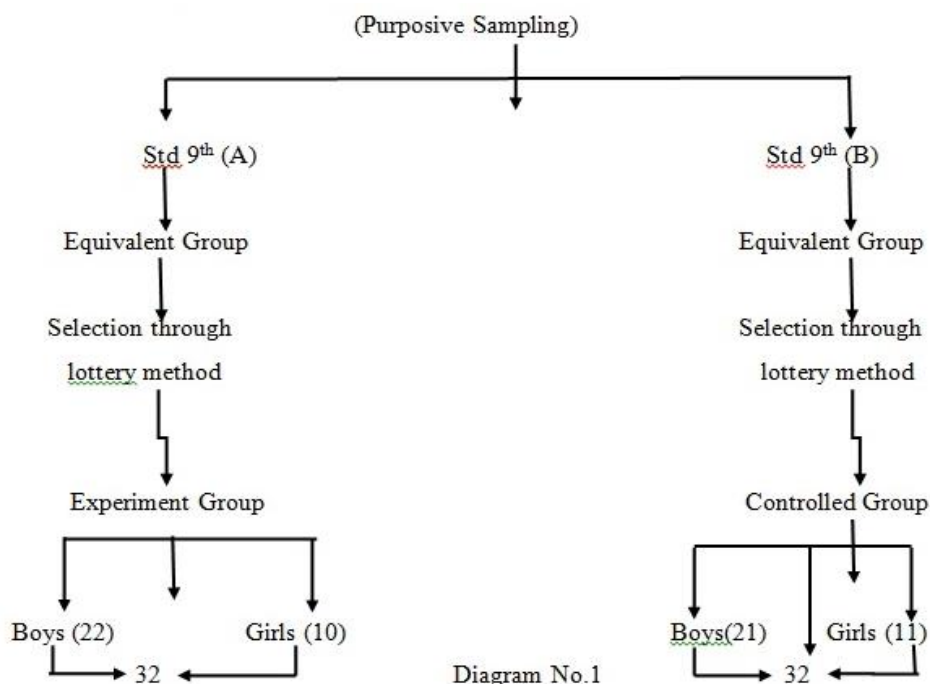 (Purposive Sampling)
Std 9th (A)
Std 9th (B)
Equivalent Group
Equivalent Group
Selection through
lottery method
Selection through
lottery method
Experiment Group
Controlled Group
Boys (22)
Girls (10)
Boys(21)
Girls (11)
32
Diagram No.1
32